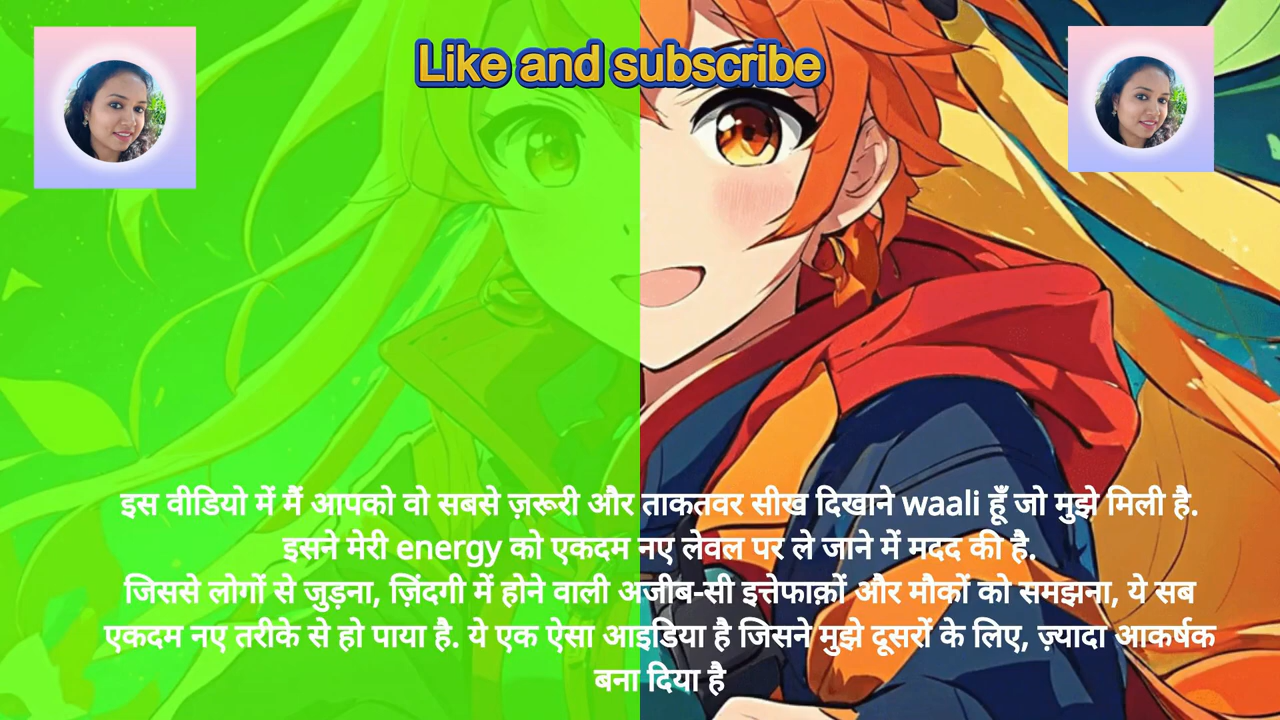 Like and subscribe
इस वीडियो में मैं आपको वो सबसे ज़रूरी और ताकतवर सीख दिखाने waali हूँ जो मुझे मिली है.
इसने मेरी energy को एकदम नए लेवल पर ले जाने में मदद की है.
जिससे लोगों से जुड़ना, ज़िंदगी में होने वाली अजीब-सी इत्तेफाक़ों और मौकों को समझना, ये सब
एकदम नए तरीके से हो पाया है. ये एक ऐसा आइडिया है जिसने मुझे दूसरों के लिए, ज़्यादा आकर्षक
बना दिया है